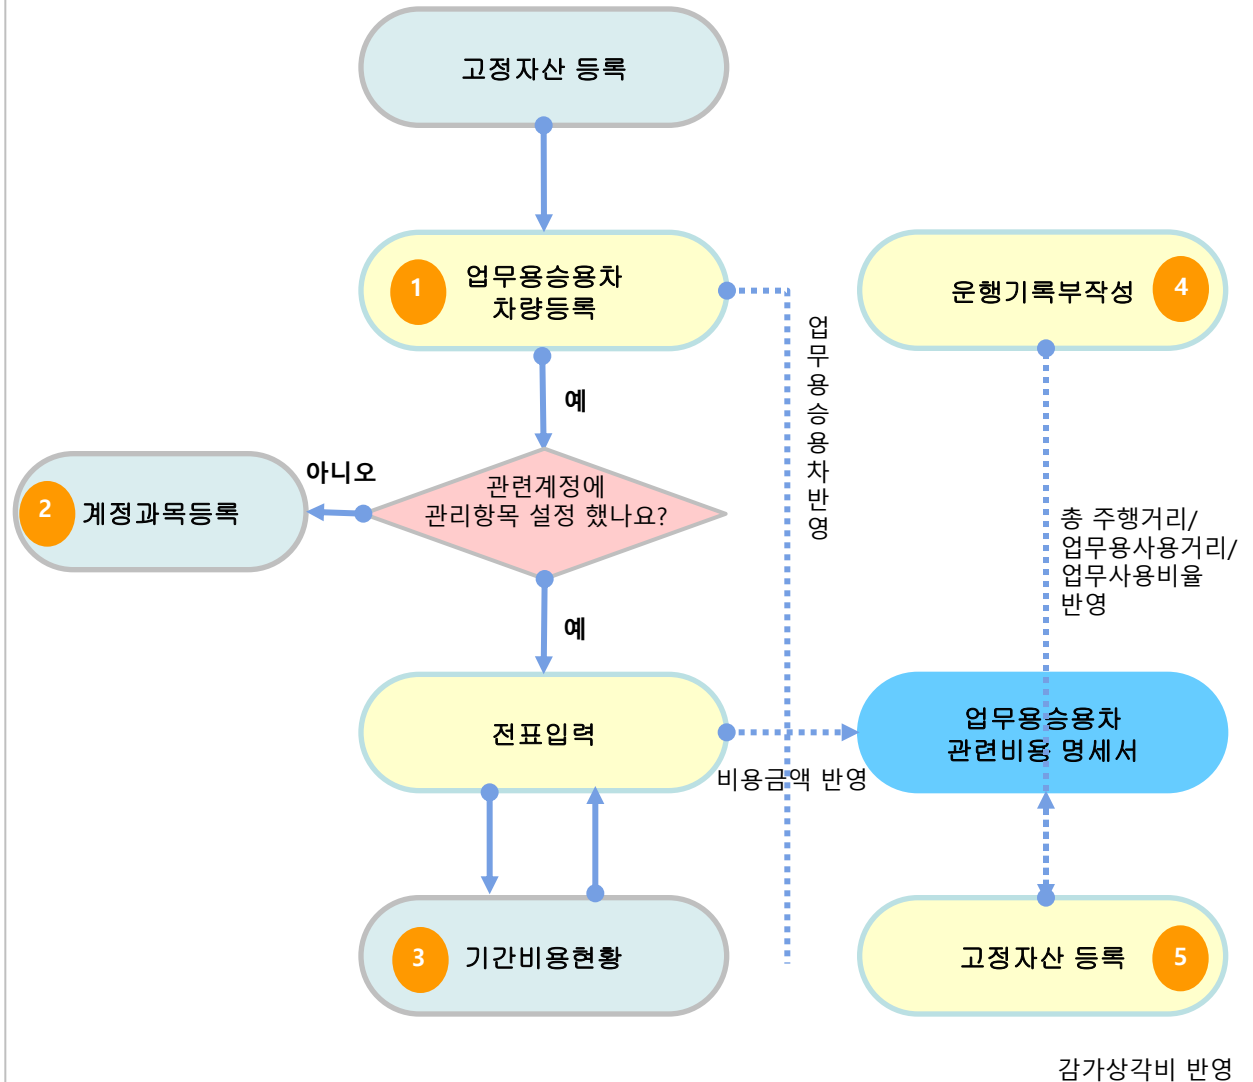 고정자산 등록
1
업무용승용차
차량등록
4
운행기록부작성
업무용승용차반영
예
아니오
2
계정과목등록
관련계정에
관리항목 설정 했나요?
총 주행거리/
업무용사용거리/
업무사용비율
반영
예
전표입력
업무용승용차
관련비용 명세서
비용금액 반영
3
기간비용현황
고정자산 등록
5
감가상각비 반영